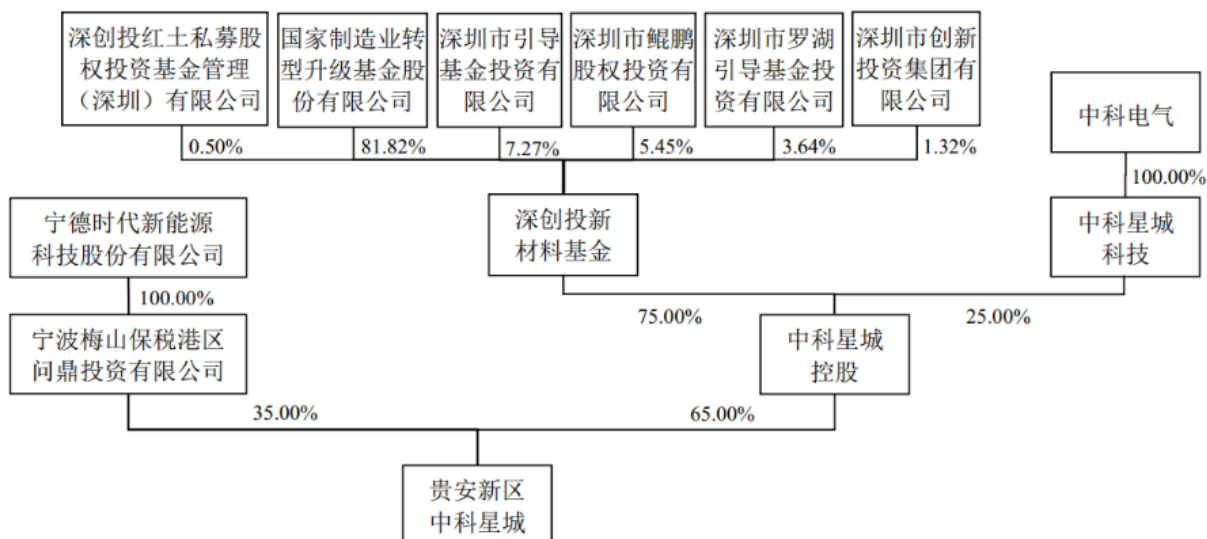 深创投红土私募股
权投资基金管理
（深圳）有限公司
国家制造业转
型升级基金股
份有限公司
深圳市引导
基金投资有
限公司
深圳市鲲鹏
股权投资有
限公司
深圳市罗湖
引导基金投
资有限公司
深圳市创新
投资集团有
限公司
中科电气
0.50%
81.82%
7.27%
5.45%
3.64%
1.32%
100.00%
宁德时代新能源
科技股份有限公司
深创投新
材料基金
中科星城
科技
100.00%
75.00%
25.00%
宁波梅山保税港区
问鼎投资有限公司
中科星城
控股
35.00%
65.00%
贵安新区
中科星城